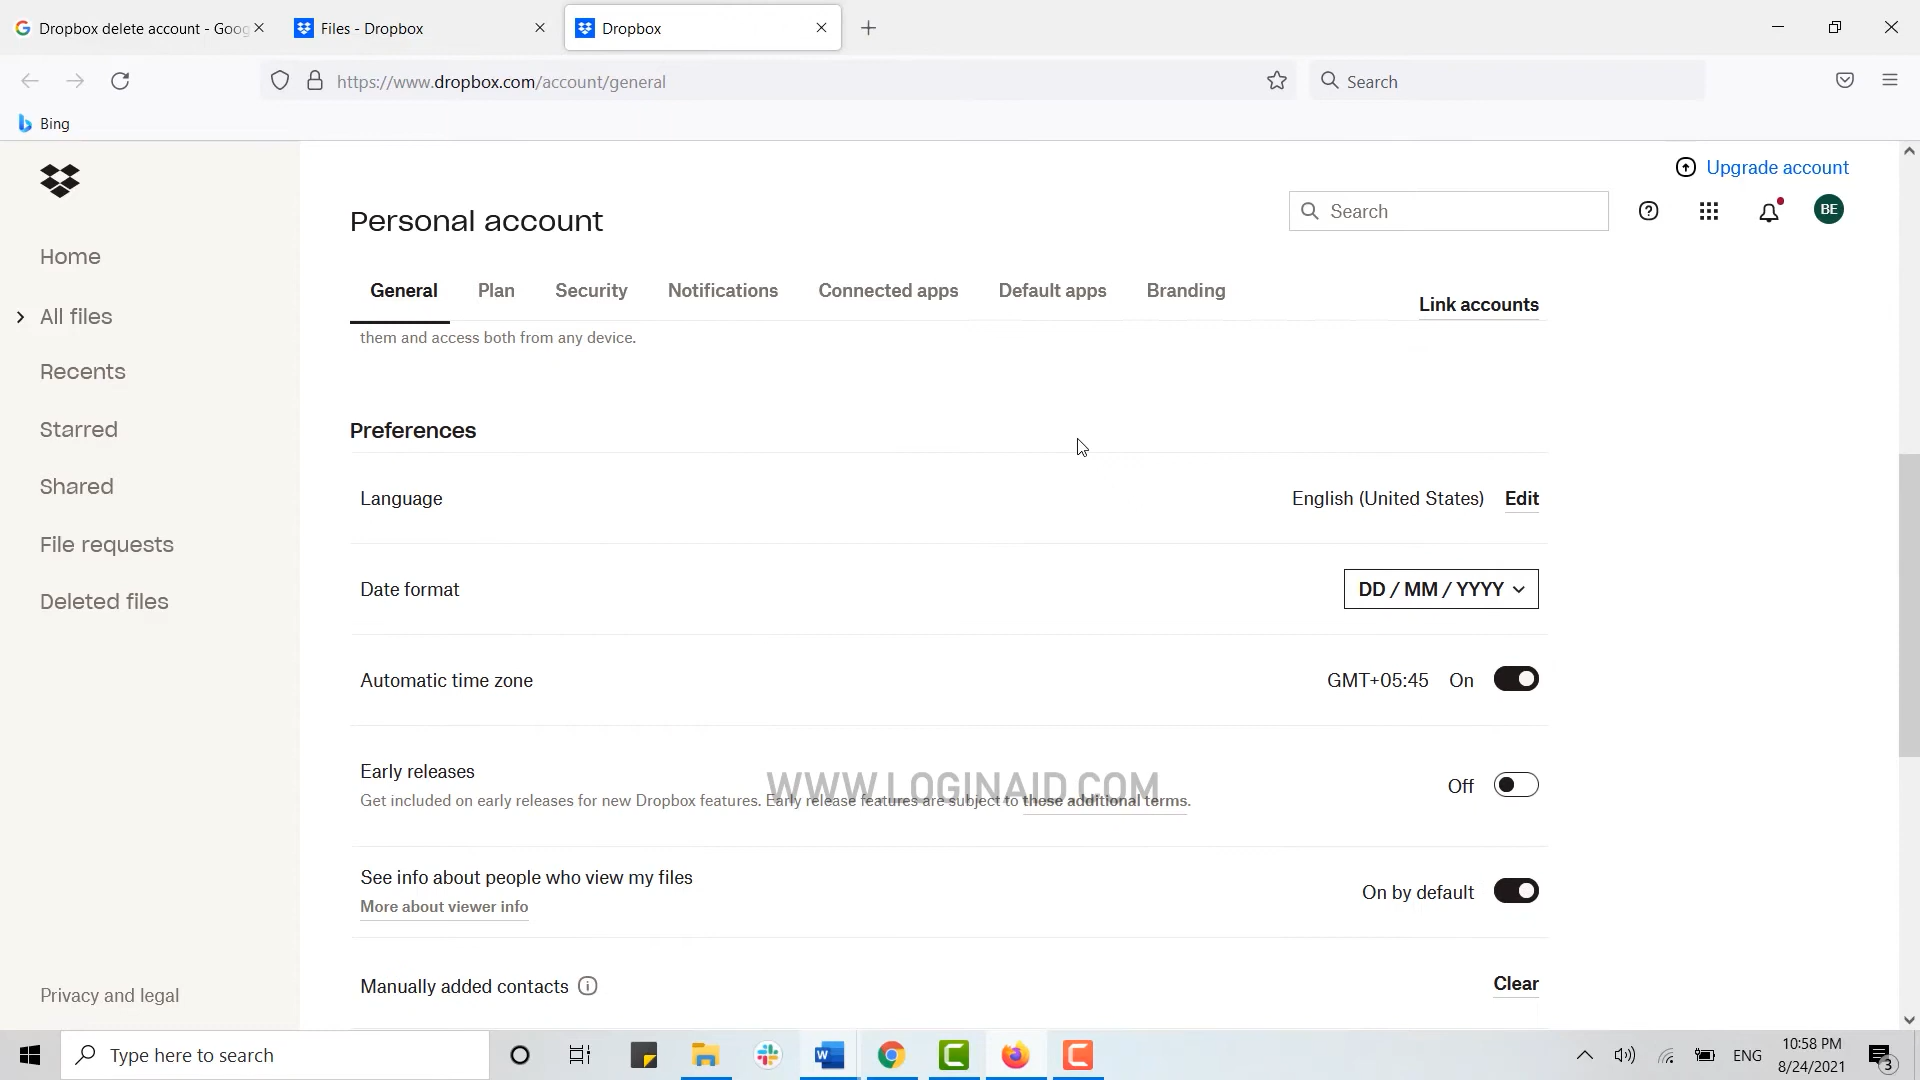 Dropbox delete account - Goog
Files - Dropbox
Dropbox
https://www.dropbox.com/account/general
Search
Bing
Upgrade account
Personal account
Search
BE
Home
All files
Recents
Starred
Shared
File requests
Deleted files
Privacy and legal
General
Plan
Security
Notifications
Connected apps
Default apps
Branding
Link accounts
them and access both from any device.
Preferences
Language
English (United States)
Edit
Date format
DD / MM / YYYY
Automatic time zone
GMT+05:45
On
Early releases
Get included on early releases for new Dropbox features. Early release features are subject to these additional terms.
Off
WWW.LOGINAID.COM
See info about people who view my files
More about viewer info
On by default
Manually added contacts
Clear
Type here to search
ENG
10:58 PM
8/24/2021
3